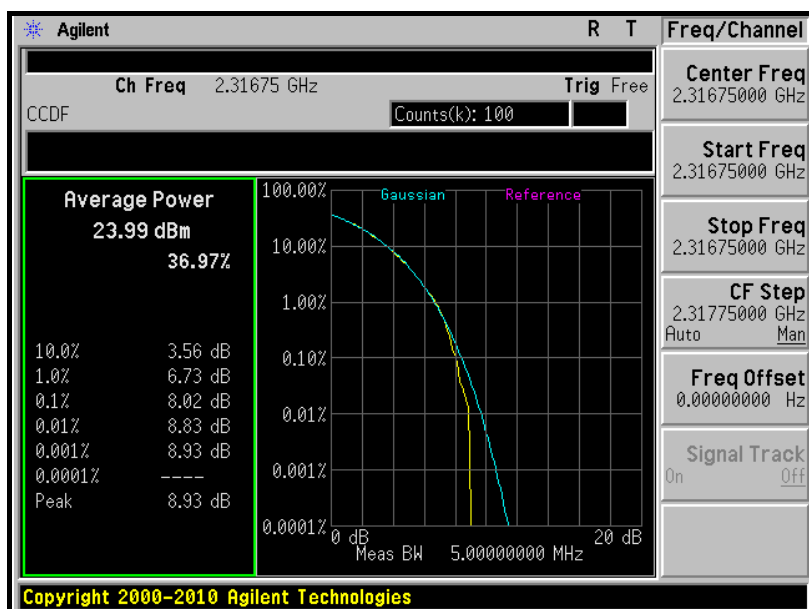 Agilent R T Freq/Channel
Ch Freq 2.31675 GHz Trig Free
CCDF Counts(k): 100
Center Freq
2.31675000 GHz
Start Freq
2.31675000 GHz
Stop Freq
2.31675000 GHz
CF Step
2.31775000 GHz
Auto Man
Freq Offset
0.00000000 Hz
Signal Track
On Off
Average Power
23.99 dBm
36.97%
10.0% 3.56 dB
1.0% 6.73 dB
0.1% 8.02 dB
0.01% 8.83 dB
0.001% 8.93 dB
0.0001% ----
Peak 8.93 dB
Gaussian Reference
100.00%
10.00%
1.00%
0.10%
0.01%
0.001%
0.0001%
0 dB 20 dB
Meas BW 5.00000000 MHz
Copyright 2000-2010 Agilent Technologies